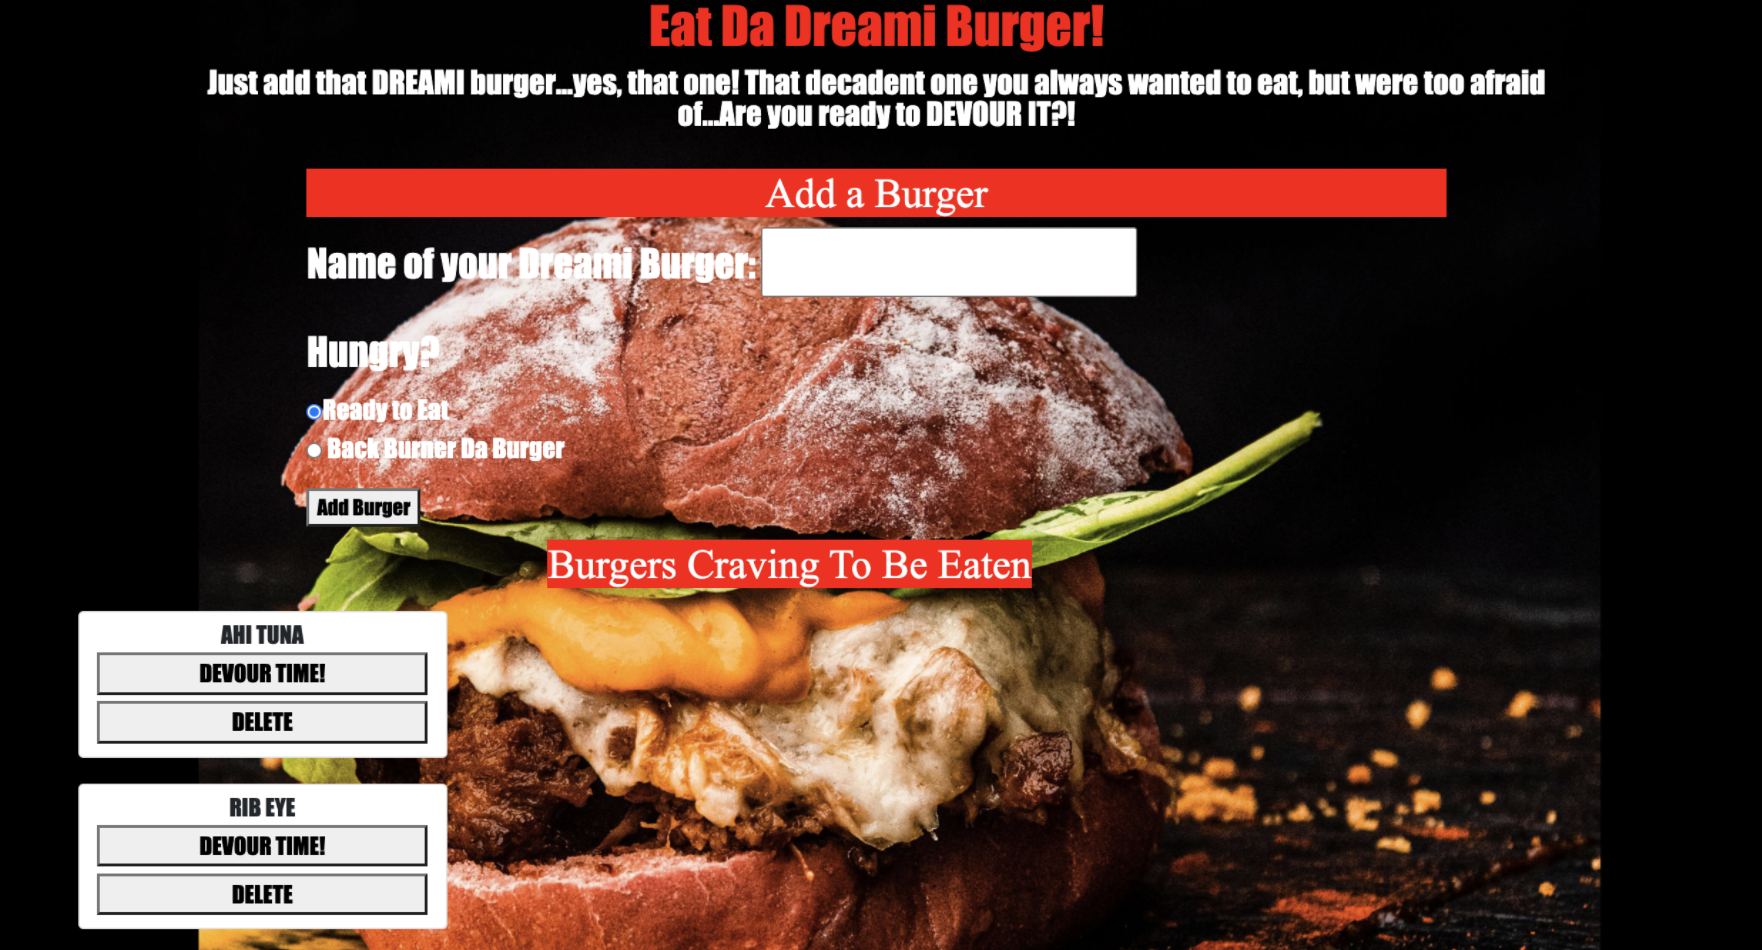 Eat Da Dreami Burger!
Just add that DREAMI burger...yes, that one! That decadent one you always wanted to eat, but were too afraid
of...Are you ready to DEVOUR IT?!
Add a Burger
Name of your Dreami Burger:
Hungry?
Ready to Eat
Back Burner Da Burger
Add Burger
Burgers Craving To Be Eaten
AHI TUNA
DEVOUR TIME!
DELETE
RIB EYE
DEVOUR TIME!
DELETE